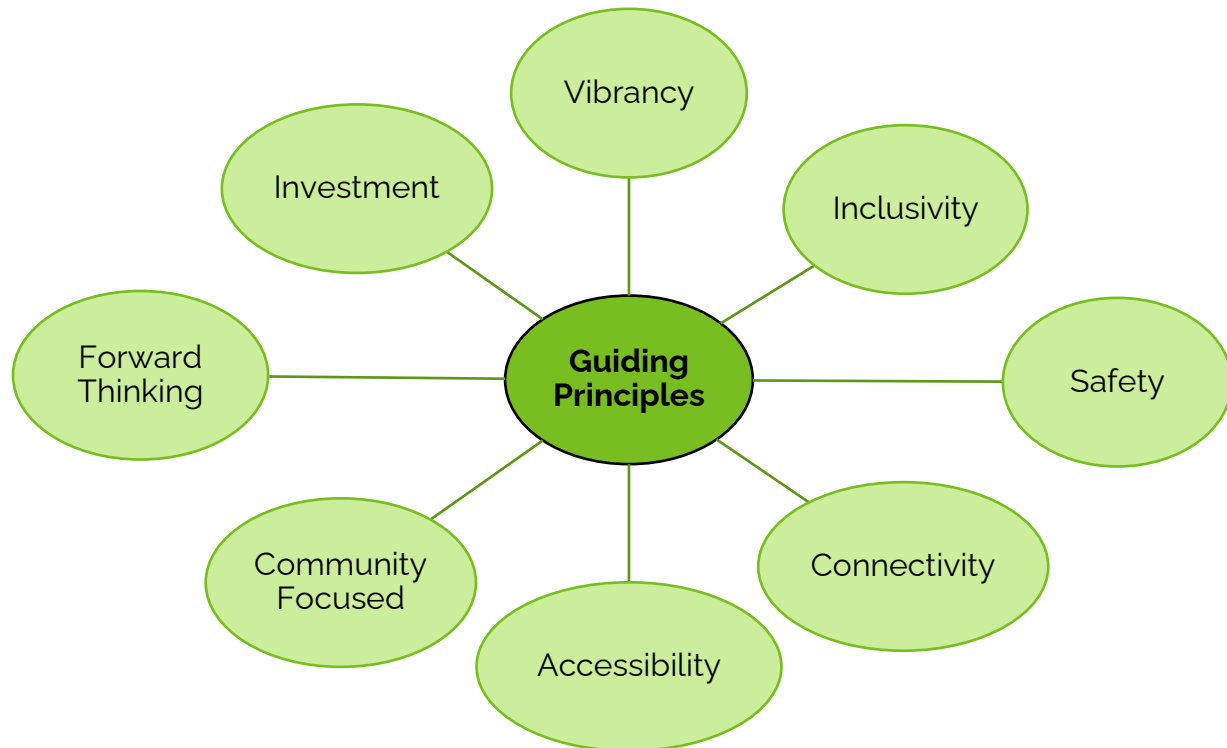 Vibrancy
Investment
Inclusivity
Forward
Thinking
Guiding
Principles
Safety
Community
Focused
Connectivity
Accessibility